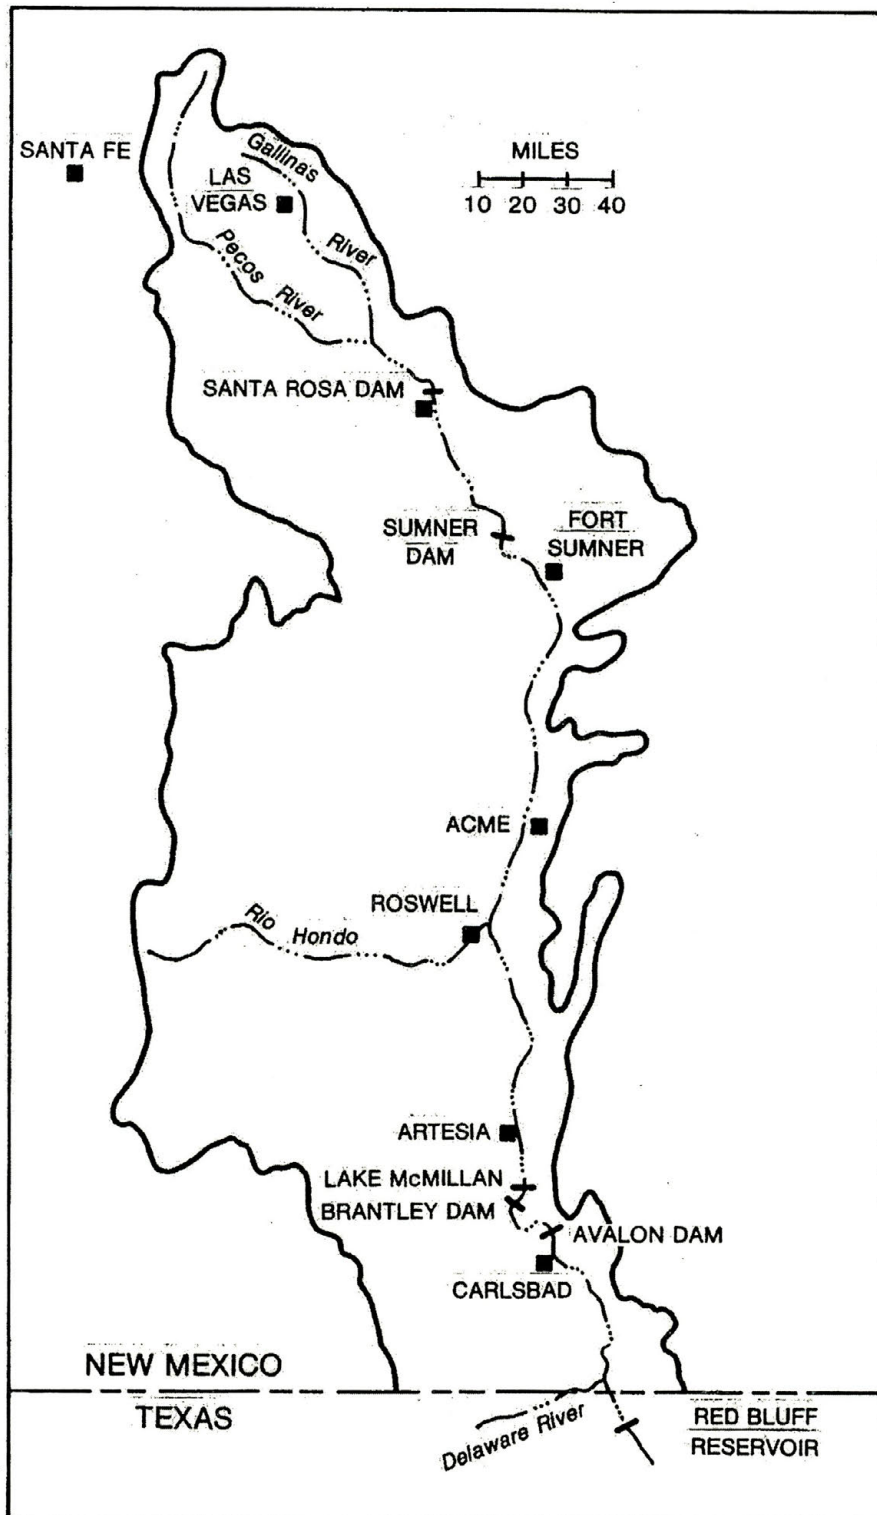 SANTA FE
Gallinas
River
LAS
VEGAS
MILES
10 20 30 40
Pecos
River
SANTA ROSA DAM
SUMNER
DAM
FORT
SUMNER
ACME
ROSWELL
Rio Hondo
ARTESIA
LAKE McMILLAN
BRANTLEY DAM
AVALON DAM
CARLSBAD
NEW MEXICO
TEXAS
Delaware River
RED BLUFF
RESERVOIR